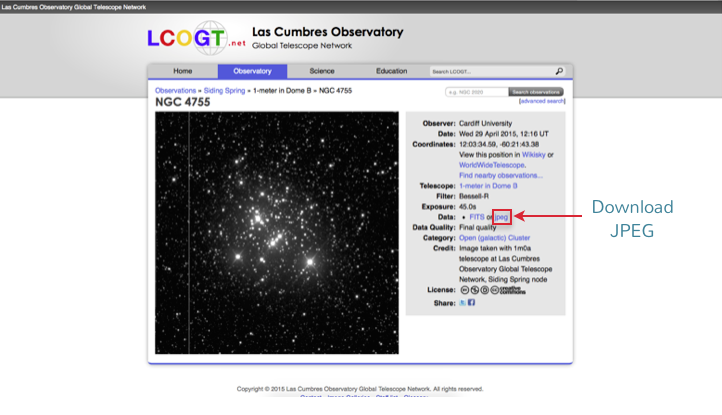 Las Cumbres Observatory Global Telescope Network
LCOGT.net
Las Cumbres Observatory
Global Telescope Network
Home Observatory Science Education Search LCOGT...
Observations » Siding Spring » 1-meter in Dome B » NGC 4755
e.g. NGC 2020 Search observations
NGC 4755
[advanced search]
Observer: Cardiff University
Date: Wed 29 April 2015, 12:16 UT
Coordinates: 12:03:34.59, -60:21:43.38
View this position in Wikisky or
WorldWideTelescope.
Find nearby observations...
Telescope: 1-meter in Dome B
Filter: Bessell-R
Exposure: 45.0s
Data: • FITS or jpeg
Data Quality: Final quality
Category: Open (galactic) Cluster
Credit: Image taken with 1m0a
telescope at Las Cumbres
Observatory Global Telescope
Network, Siding Spring node
License: creative commons
Share:
Download
JPEG
Copyright © 2015 Las Cumbres Observatory Global Telescope Network. All rights reserved.